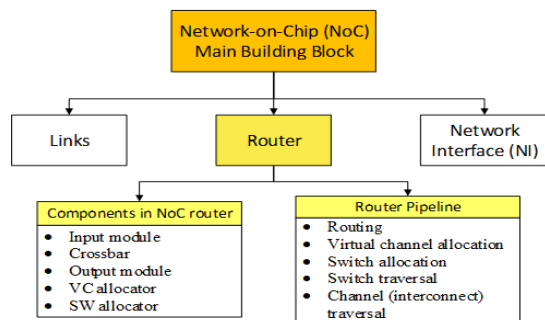 Network-on-Chip (NoC)
Main Building Block
Links
Router
Network
Interface (NI)
Components in NoC router
• Input module
• Crossbar
• Output module
• VC allocator
• SW allocator
Router Pipeline
• Routing
• Virtual channel allocation
• Switch allocation
• Switch traversal
• Channel (interconnect)
traversal